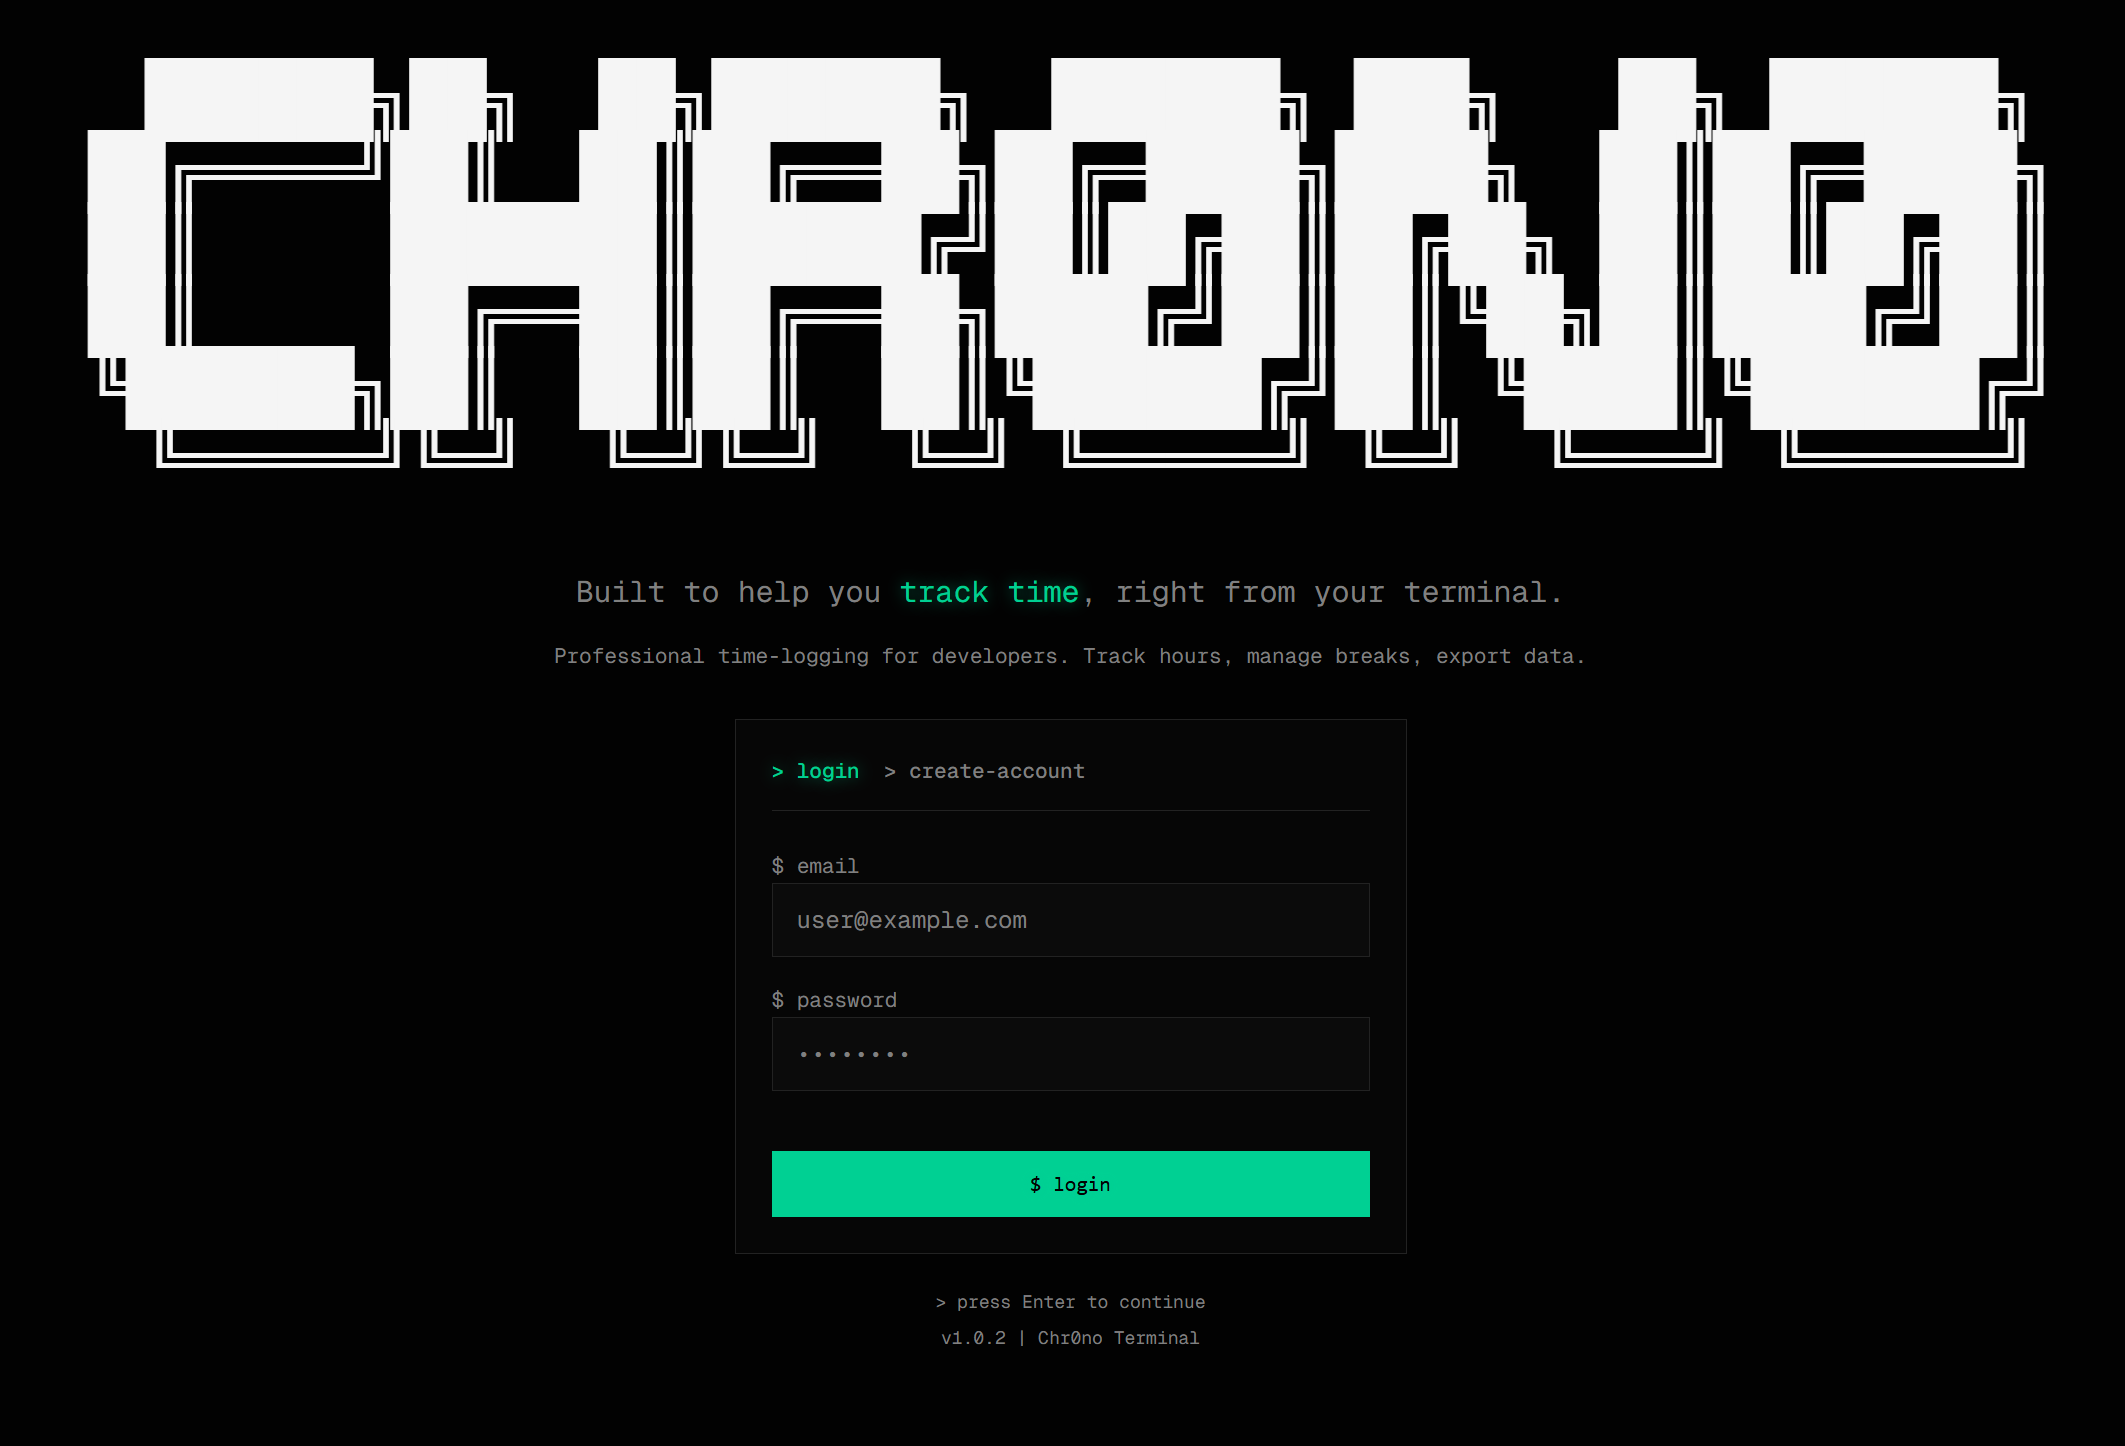 CHR0N0
Built to help you track time, right from your terminal.
Professional time-logging for developers. Track hours, manage breaks, export data.
> login > create-account
$ email
user@example.com
$ password
••••••••
$ login
> press Enter to continue
v1.0.2 | Chr0no Terminal